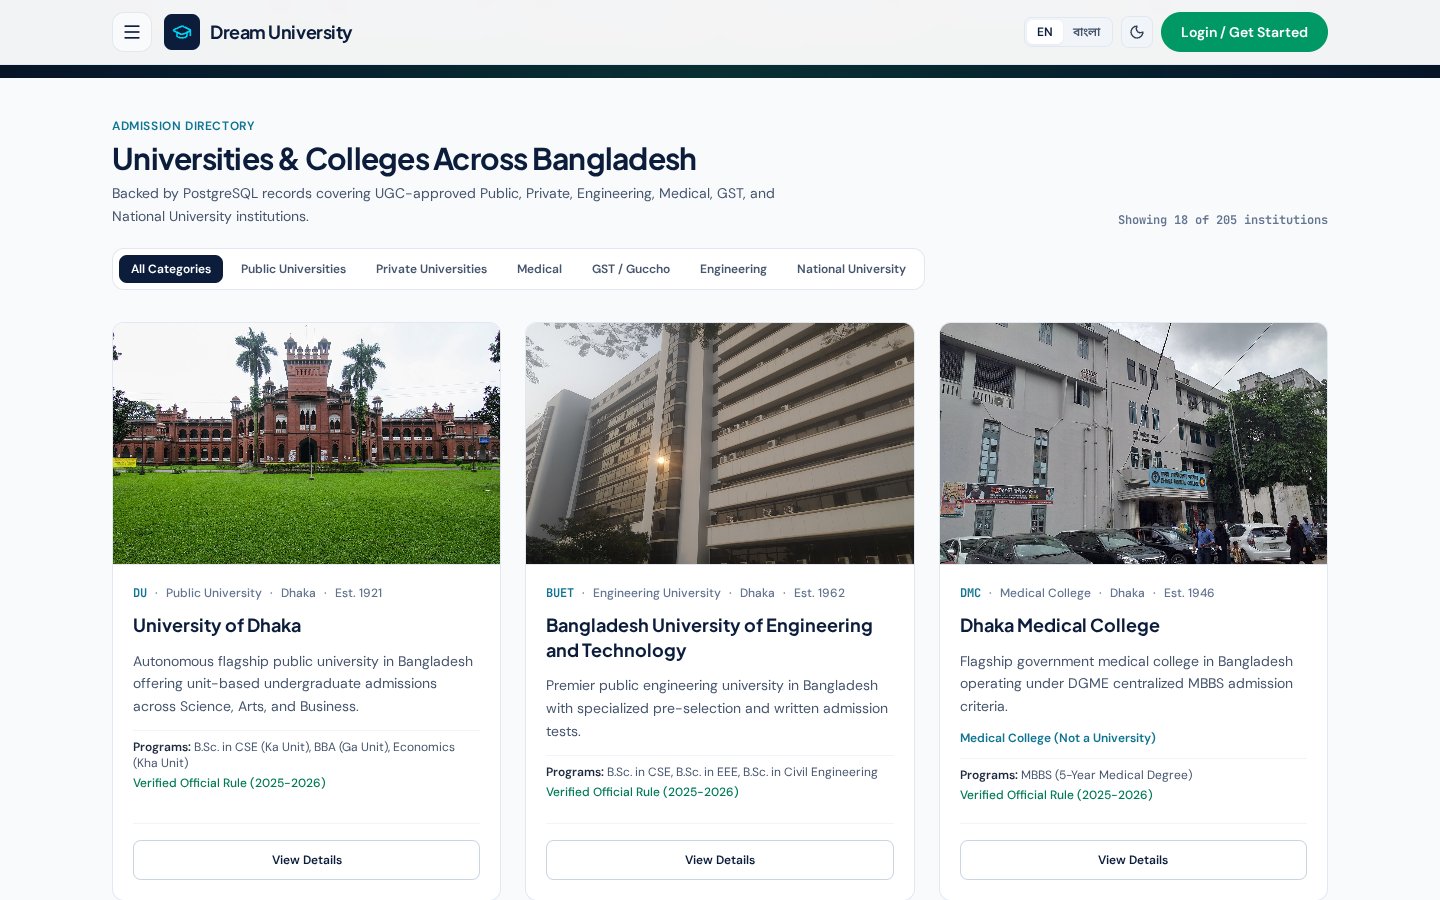 Dream University
EN বাংলা
Login / Get Started
ADMISSION DIRECTORY
Universities & Colleges Across Bangladesh
Backed by PostgreSQL records covering UGC-approved Public, Private, Engineering, Medical, GST, and
National University institutions.
Showing 18 of 205 institutions
All Categories Public Universities Private Universities Medical GST / Guccho Engineering National University
DU · Public University · Dhaka · Est. 1921
University of Dhaka
Autonomous flagship public university in Bangladesh
offering unit-based undergraduate admissions
across Science, Arts, and Business.
Programs: B.Sc. in CSE (Ka Unit), BBA (Ga Unit), Economics
(Kha Unit)
Verified Official Rule (2025-2026)
View Details
BUET · Engineering University · Dhaka · Est. 1962
Bangladesh University of Engineering
and Technology
Premier public engineering university in Bangladesh
with specialized pre-selection and written admission
tests.
Programs: B.Sc. in CSE, B.Sc. in EEE, B.Sc. in Civil Engineering
Verified Official Rule (2025-2026)
View Details
DMC · Medical College · Dhaka · Est. 1946
Dhaka Medical College
Flagship government medical college in Bangladesh
operating under DGME centralized MBBS admission
criteria.
Medical College (Not a University)
Programs: MBBS (5-Year Medical Degree)
Verified Official Rule (2025-2026)
View Details